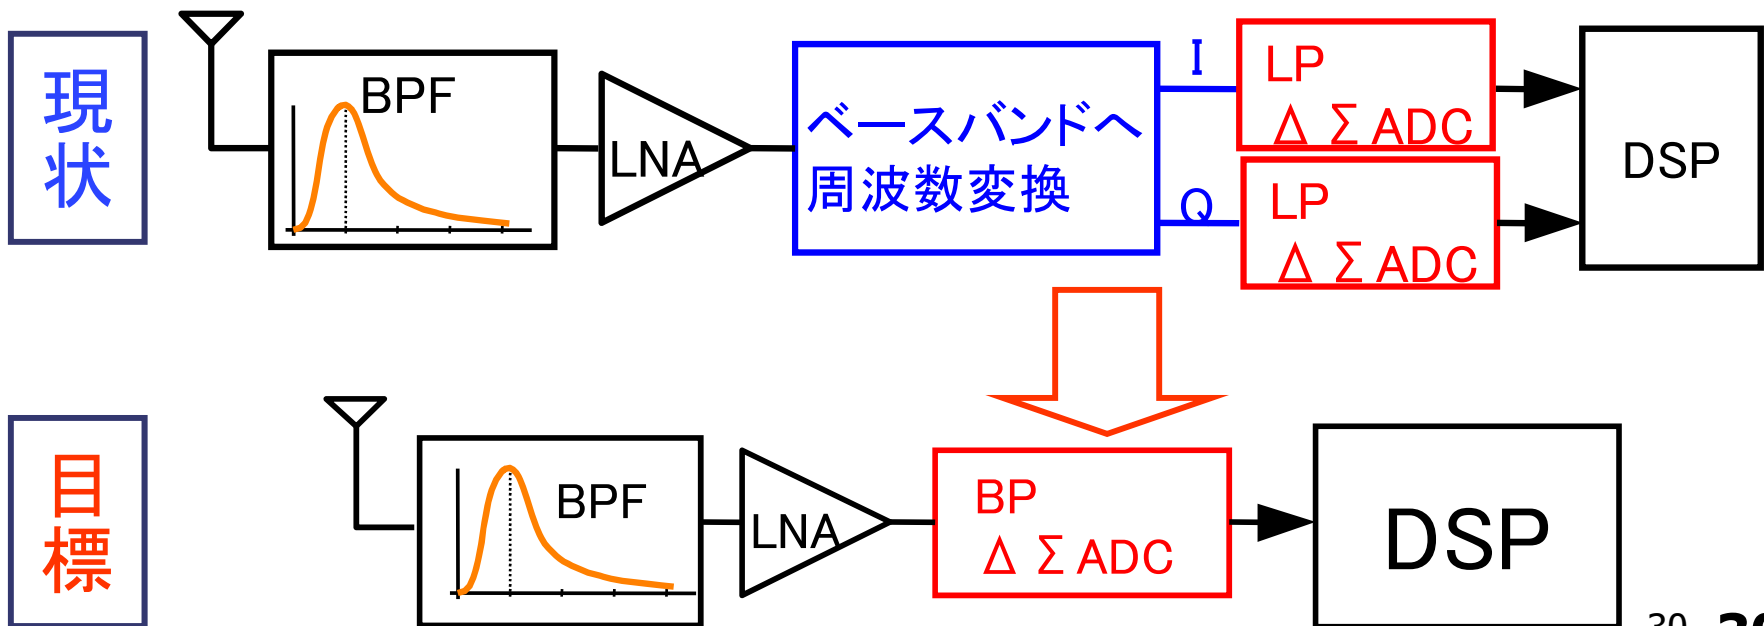 現状
BPF
LNA
ベースバンドへ
周波数変換
I
Q
LP
Δ Σ ADC
LP
Δ Σ ADC
DSP
目標
BPF
LNA
BP
Δ Σ ADC
DSP